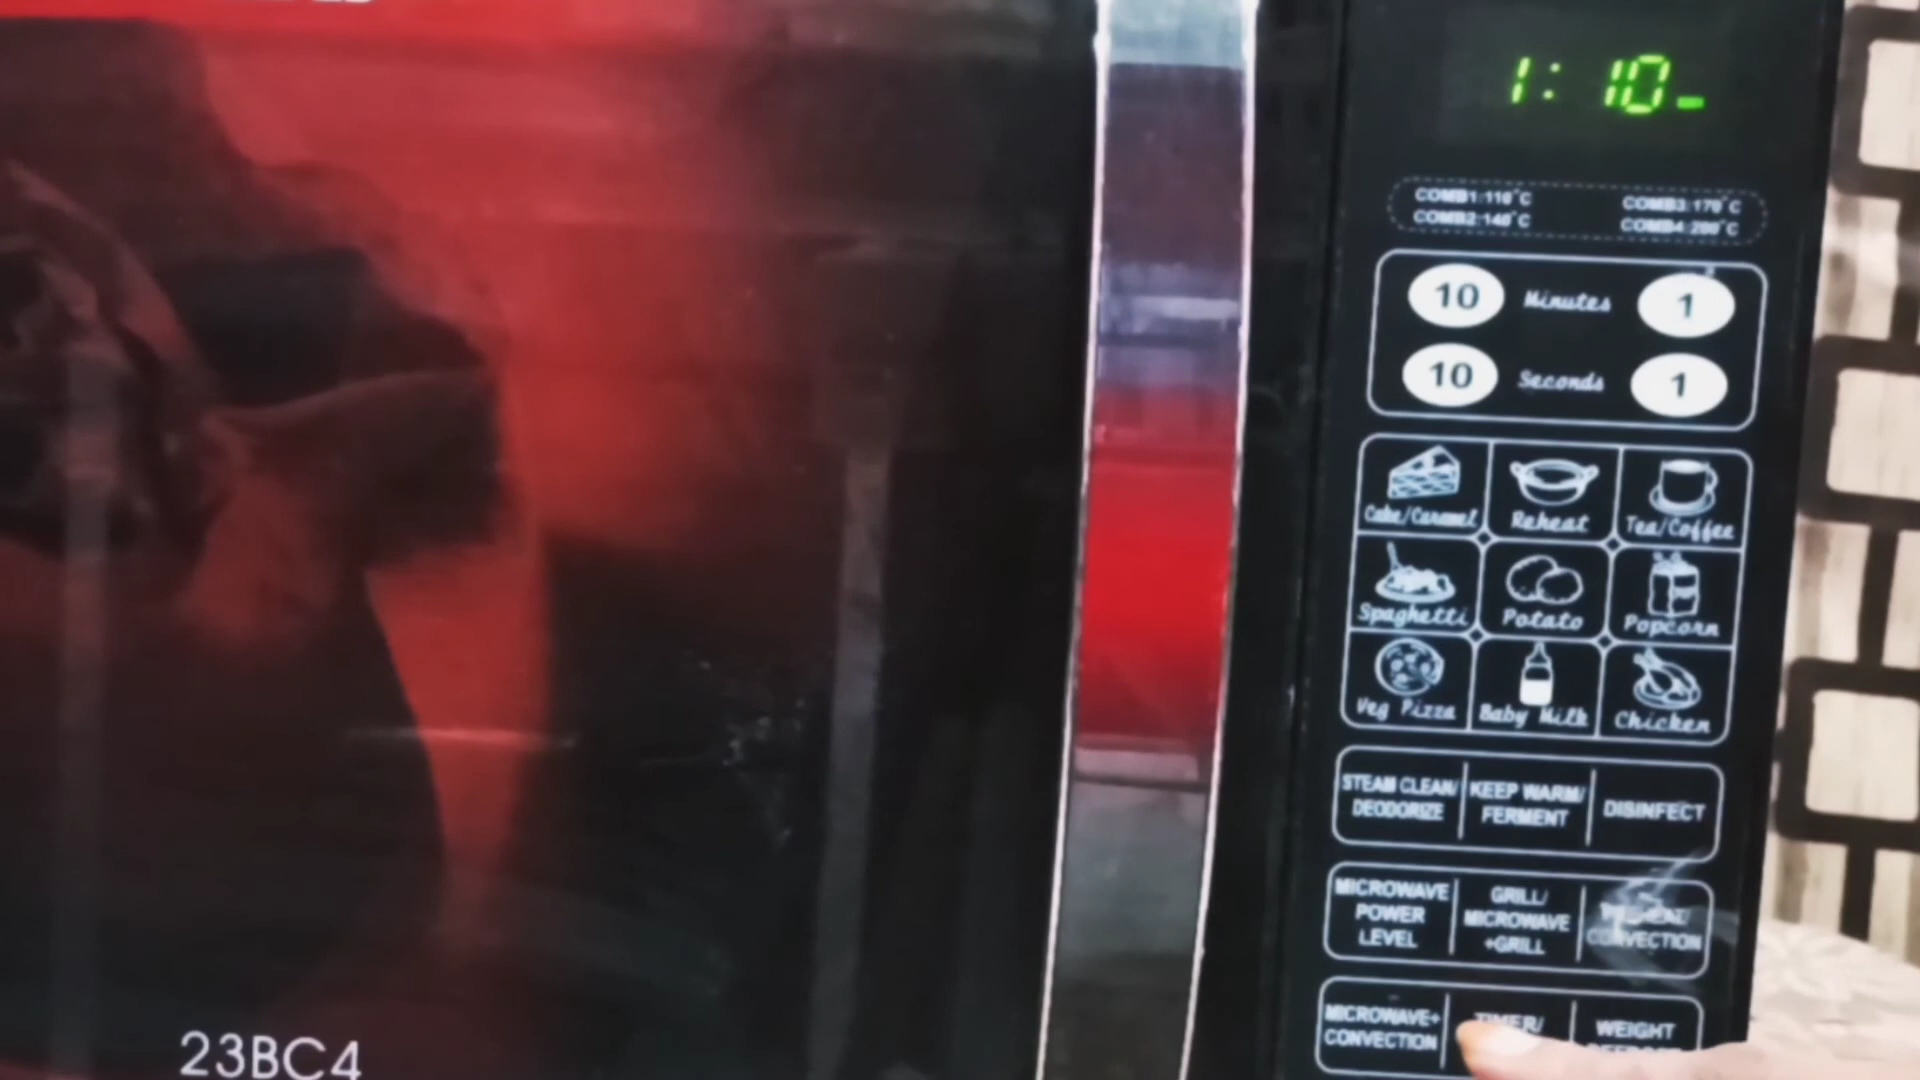 1: 10
COMB1:110°C COMB3:170°C
COMB2:140°C COMB4:200°C
10 Minutes 1
10 Seconds 1
Cake/Caramel Reheat Tea/Coffee
Spaghetti Potato Popcorn
Veg Pizza Baby Milk Chicken
STEAM CLEAN/ KEEP WARM/ DISINFECT
DEODORIZE FERMENT
MICROWAVE GRILL/
POWER MICROWAVE CONVECTION
LEVEL +GRILL
MICROWAVE+ TIMER/ WEIGHT
CONVECTION
23BC4